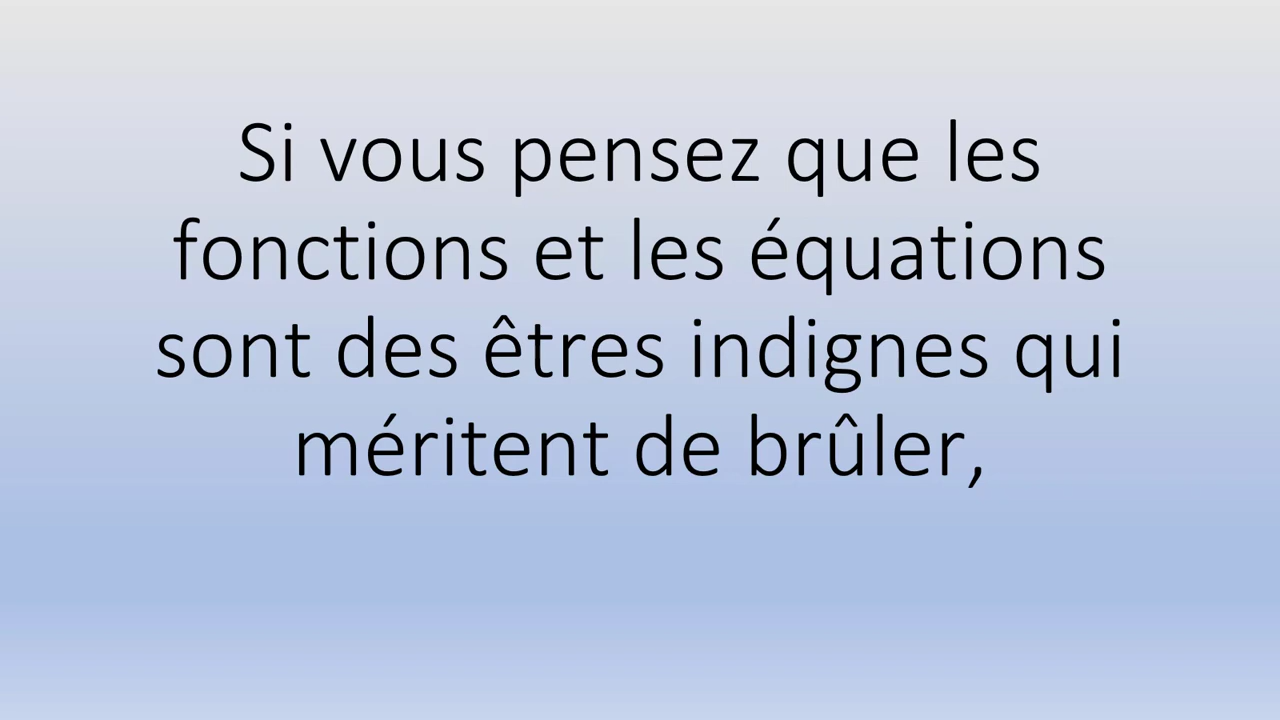 Si vous pensez que les
fonctions et les équations
sont des êtres indignes qui
méritent de brûler,